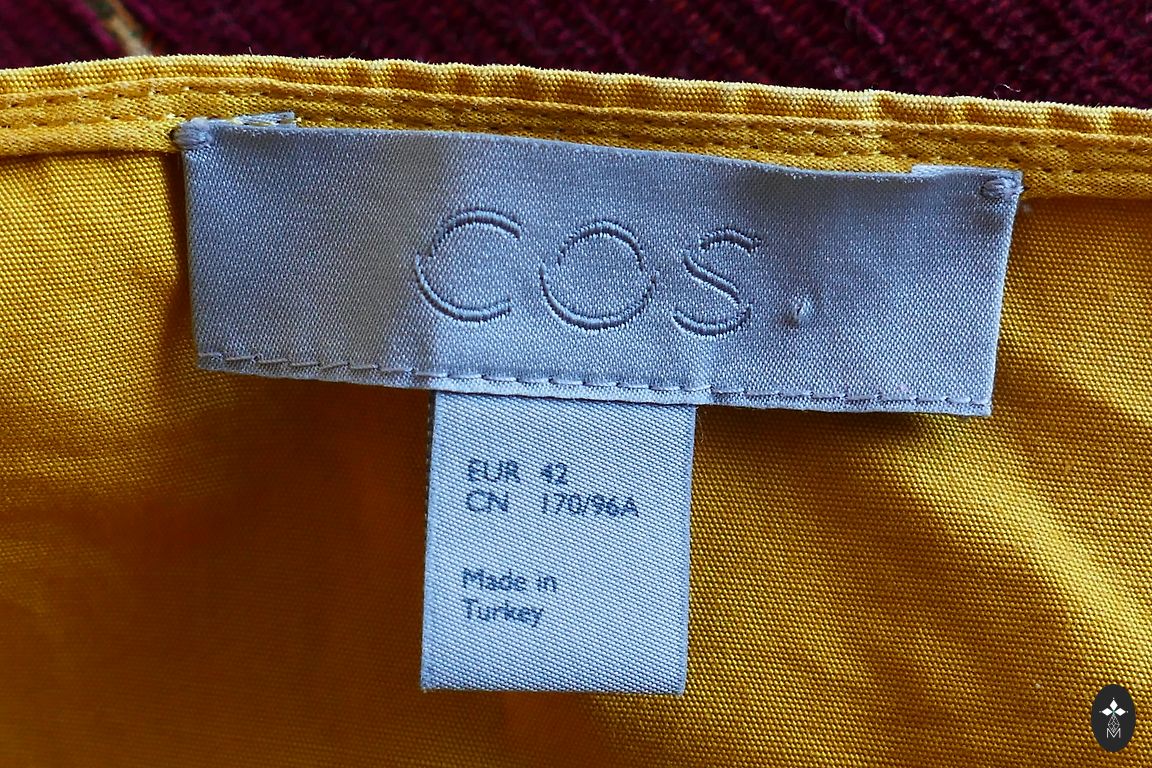 COS
EUR 42
CN 170/96A
Made in
Turkey
M